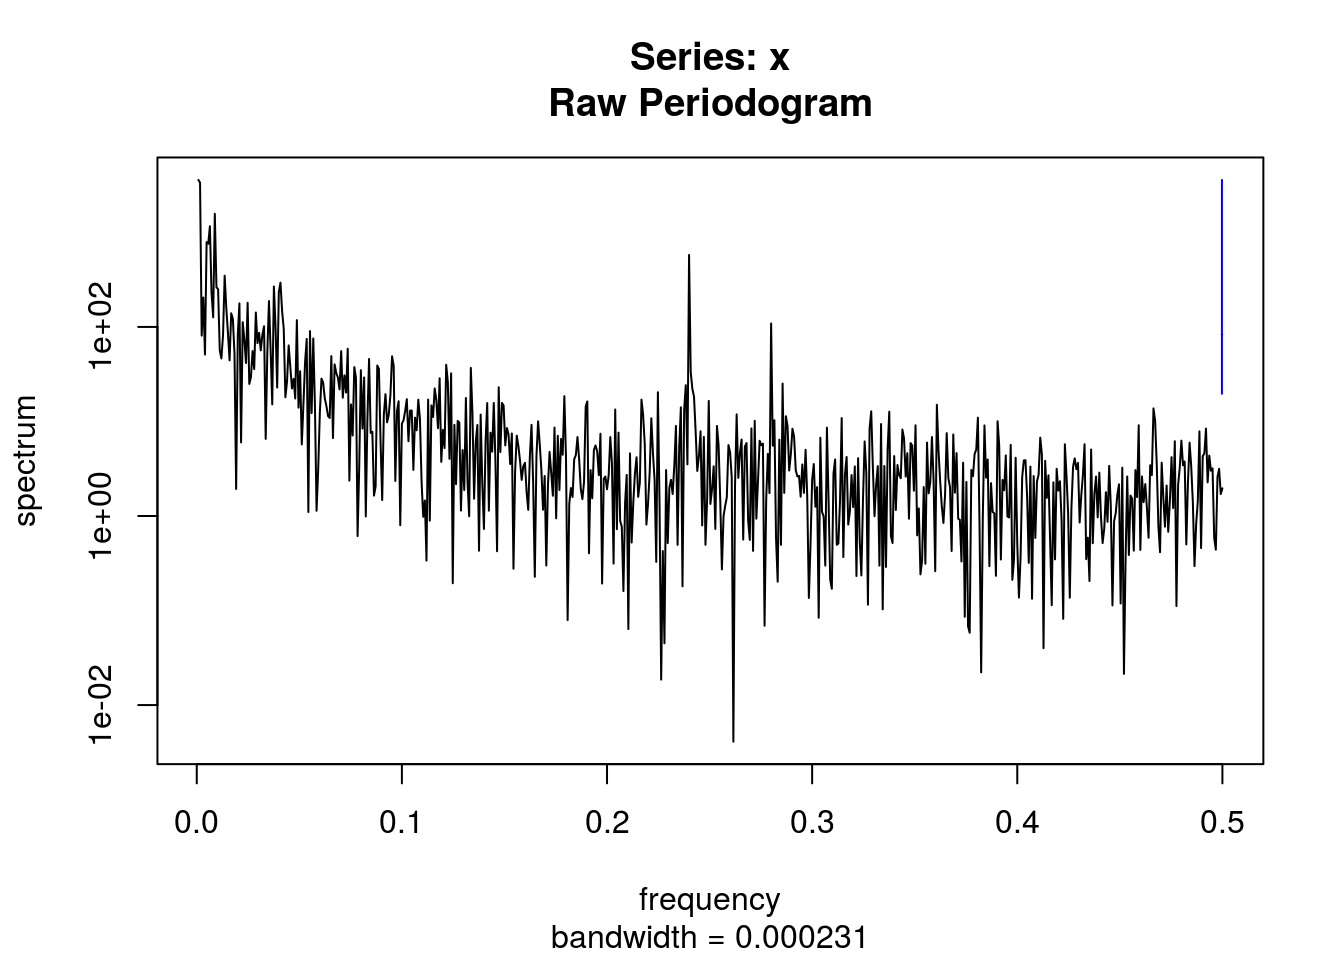 Series: x
Raw Periodogram
spectrum
1e+02
1e+00
1e-02
0.0 0.1 0.2 0.3 0.4 0.5
frequency
bandwidth = 0.000231